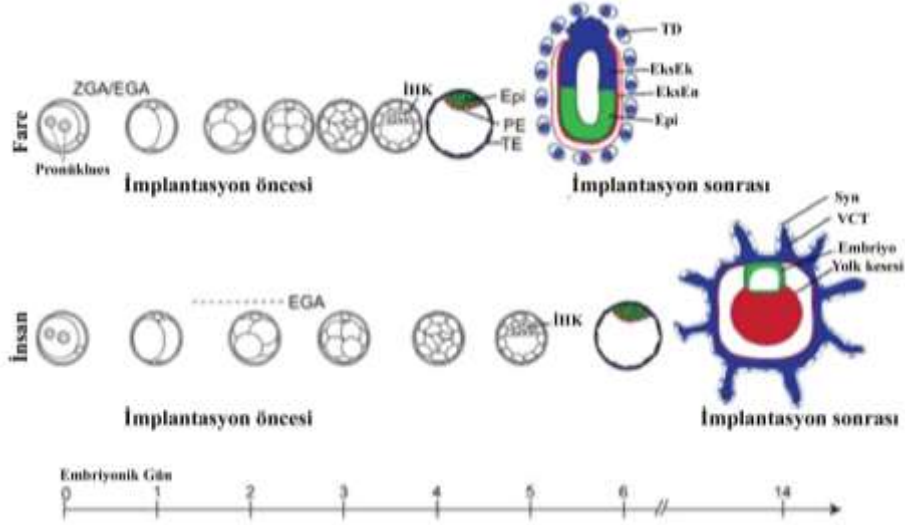 TD
ZGA/EGA
İHK
EksEk
Epi
EksEn
PE
Epi
TE
Fare
Pronüklues
İmplantasyon öncesi
İmplantasyon sonrası
Syn
VCT
Embriyo
Yolk kesesi
EGA
İHK
İnsan
İmplantasyon öncesi
İmplantasyon sonrası
Embriyonik Gün
0 1 2 3 4 5 6 // 14